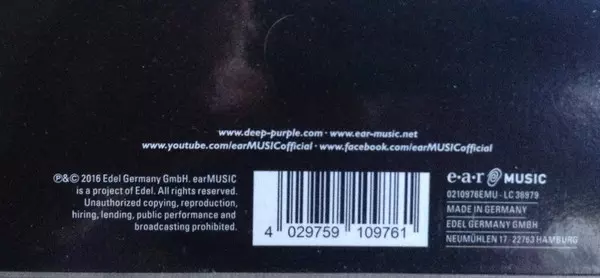 www.deep-purple.com · www.ear-music.net
www.youtube.com/earMUSICofficial · www.facebook.com/earMUSICofficial
℗&© 2016 Edel Germany GmbH. earMUSIC
is a project of Edel. All rights reserved.
Unauthorized copying, reproduction,
hiring, lending, public performance and
broadcasting prohibited.
4 029759 109761
e·a·r MUSIC
0210976EMU - LC 36979
MADE IN GERMANY
EDEL GERMANY GMBH
NEUMÜHLEN 17. 22763 HAMBURG